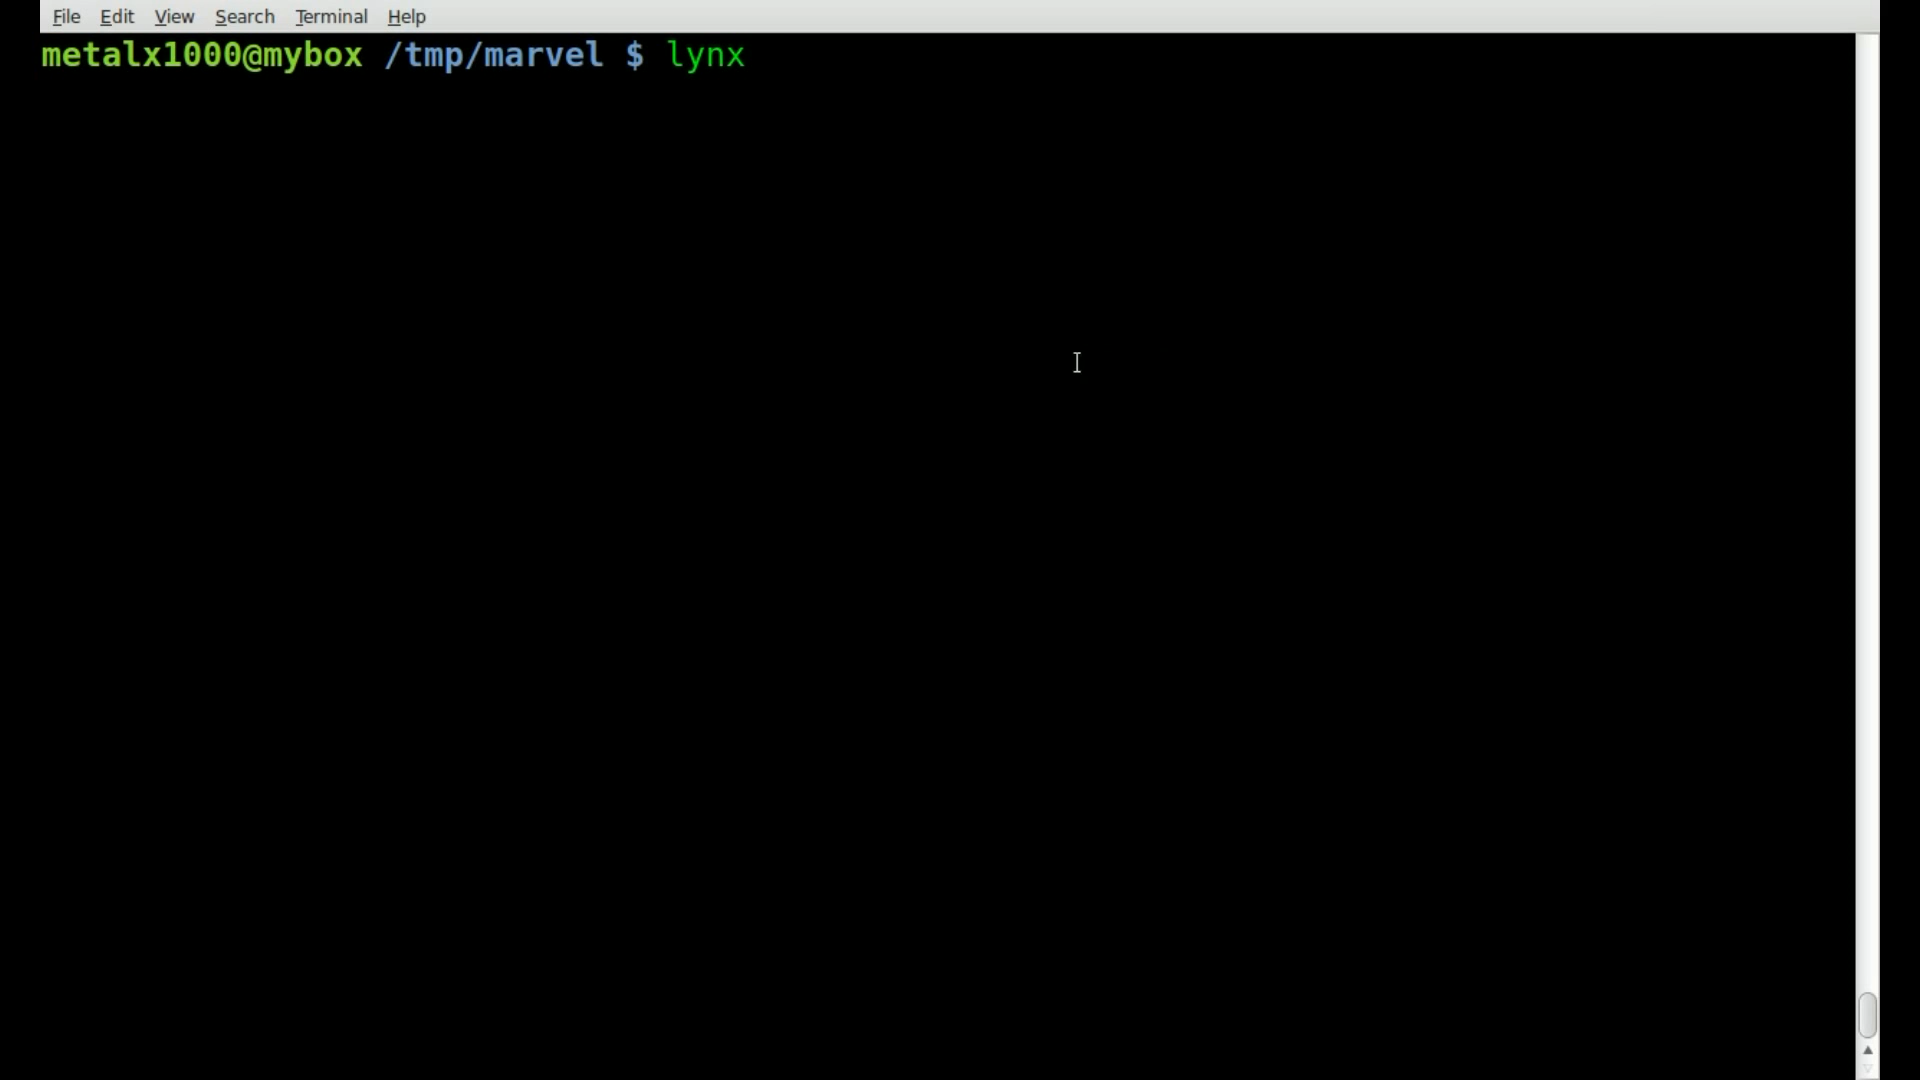 File Edit View Search Terminal Help
metalx1000@mybox /tmp/marvel $ lynx